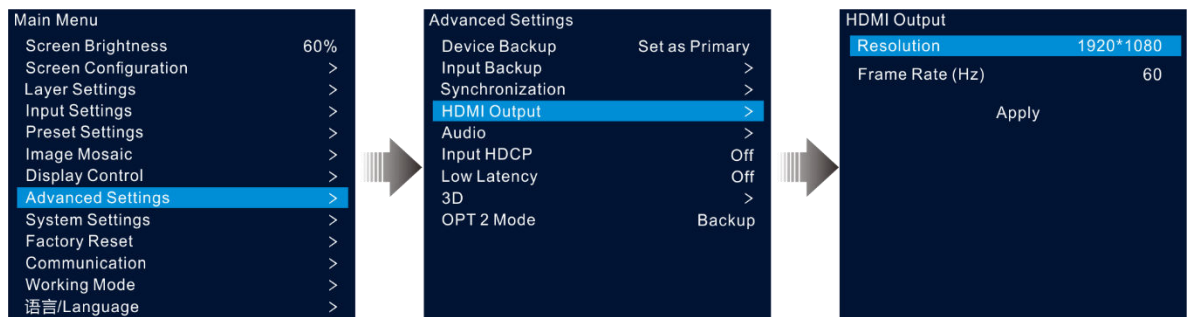 Main Menu
Screen Brightness 60%
Screen Configuration >
Layer Settings >
Input Settings >
Preset Settings >
Image Mosaic >
Display Control >
Advanced Settings >
System Settings >
Factory Reset >
Communication >
Working Mode >
语言/Language >
Advanced Settings
Device Backup Set as Primary
Input Backup >
Synchronization >
HDMI Output >
Audio >
Input HDCP Off
Low Latency Off
3D >
OPT 2 Mode Backup
HDMI Output
Resolution 1920*1080
Frame Rate (Hz) 60
Apply